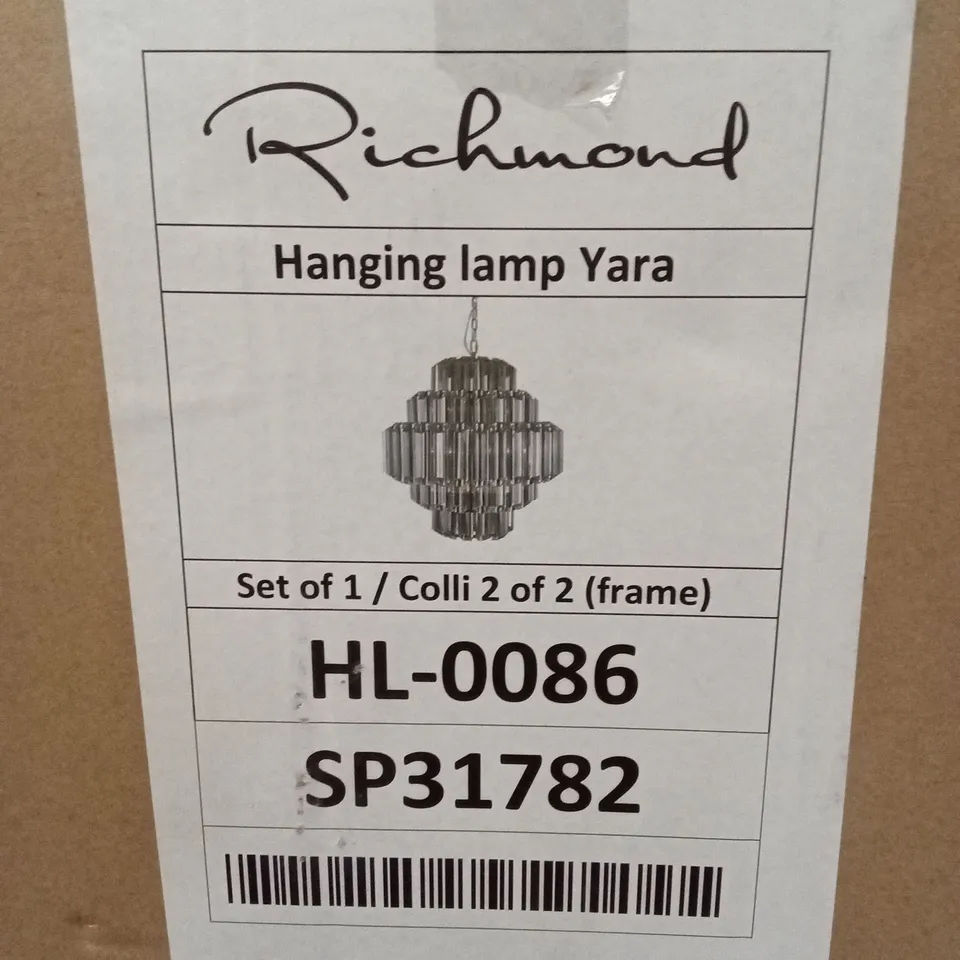 Richmond
Hanging lamp Yara
Set of 1 / Colli 2 of 2 (frame)
HL-0086
SP31782